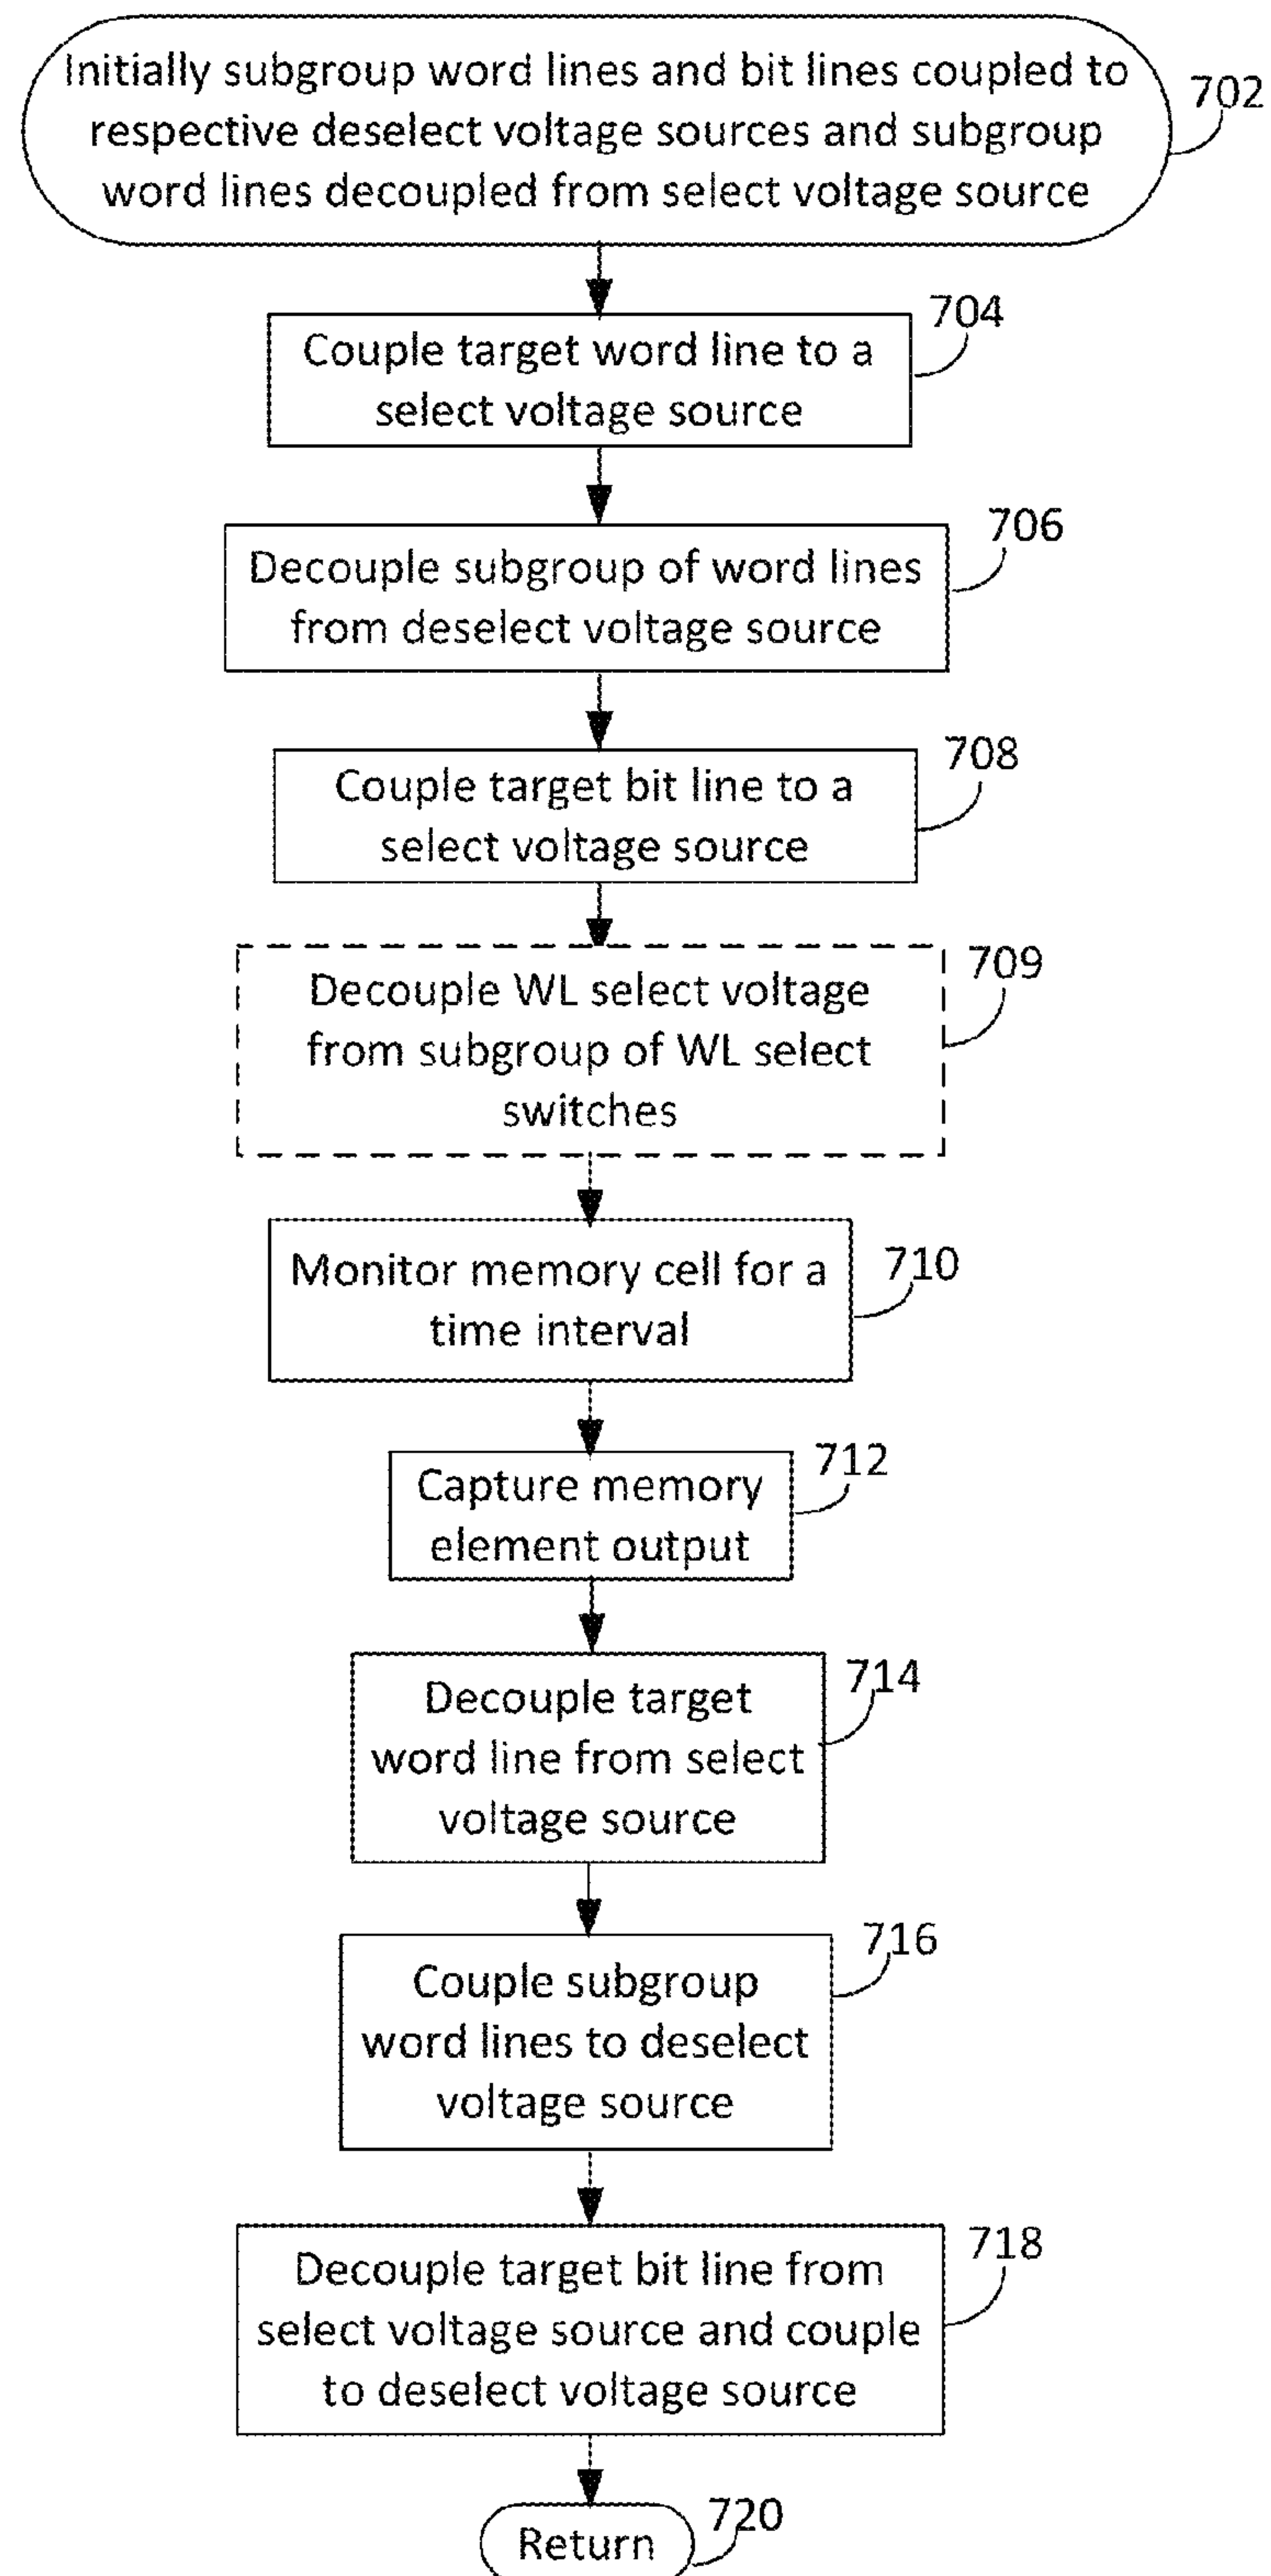 Initially subgroup word lines and bit lines coupled to
respective deselect voltage sources and subgroup
word lines decoupled from select voltage source
702
704
Couple target word line to a
select voltage source
706
Decouple subgroup of word lines
from deselect voltage source
708
Couple target bit line to a
select voltage source
709
Decouple WL select voltage
from subgroup of WL select
switches
710
Monitor memory cell for a
time interval
712
Capture memory
element output
714
Decouple target
word line from select
voltage source
716
Couple subgroup
word lines to deselect
voltage source
718
Decouple target bit line from
select voltage source and couple
to deselect voltage source
720
Return